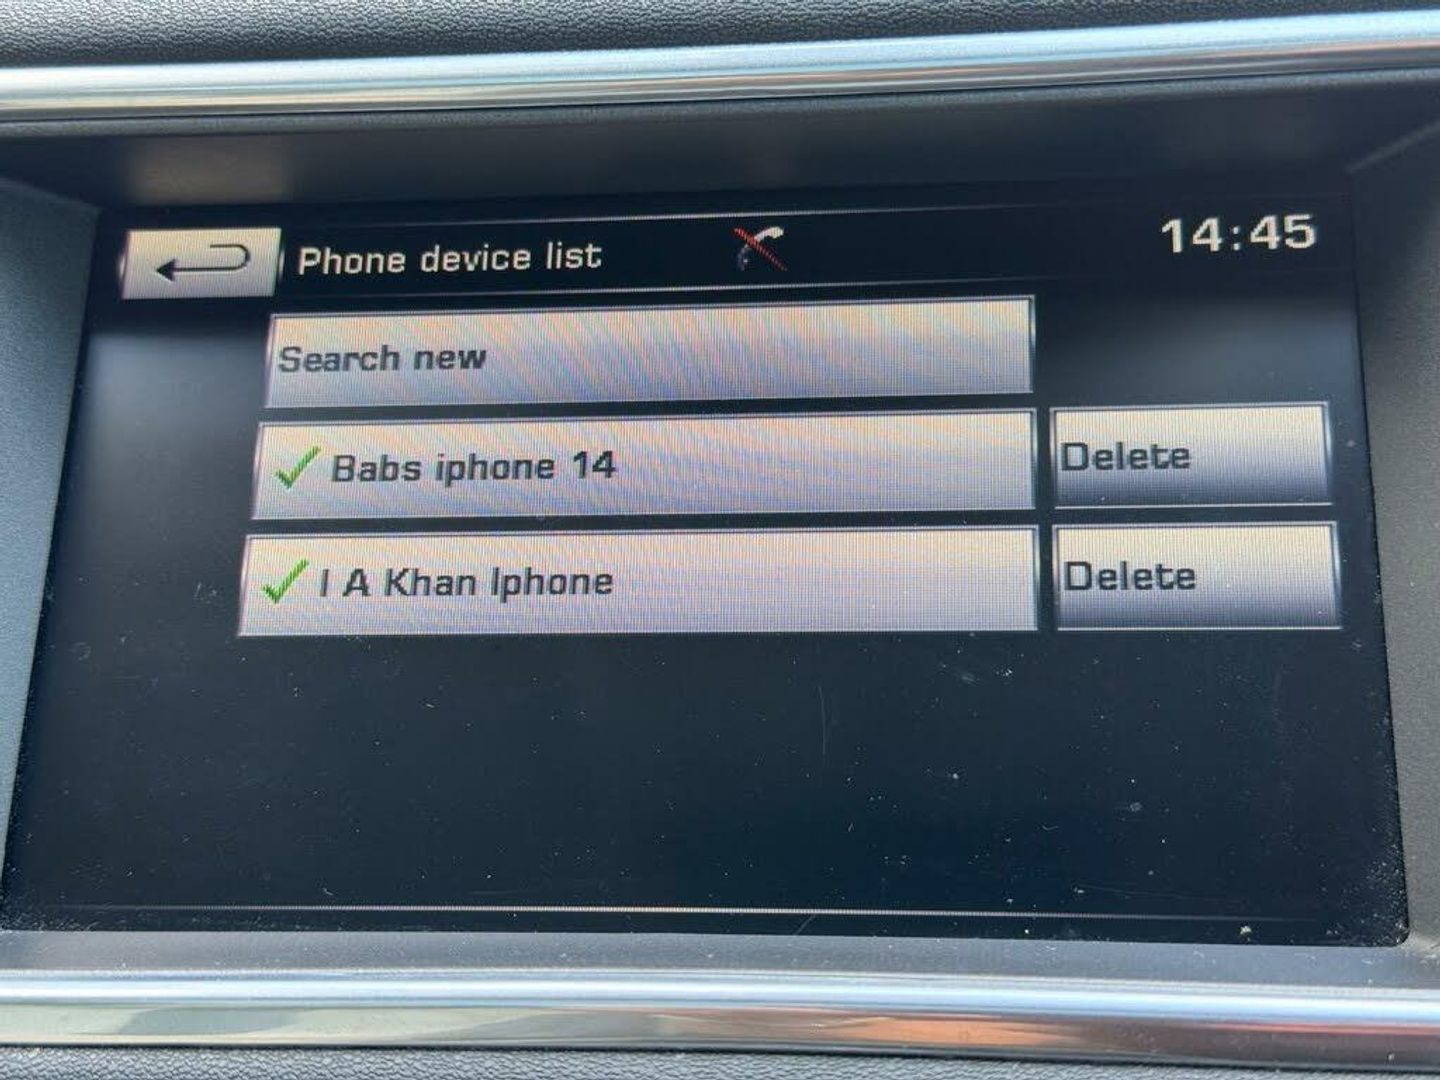 Phone device list
14:45
Search new
Babs iphone 14
Delete
I A Khan Iphone
Delete